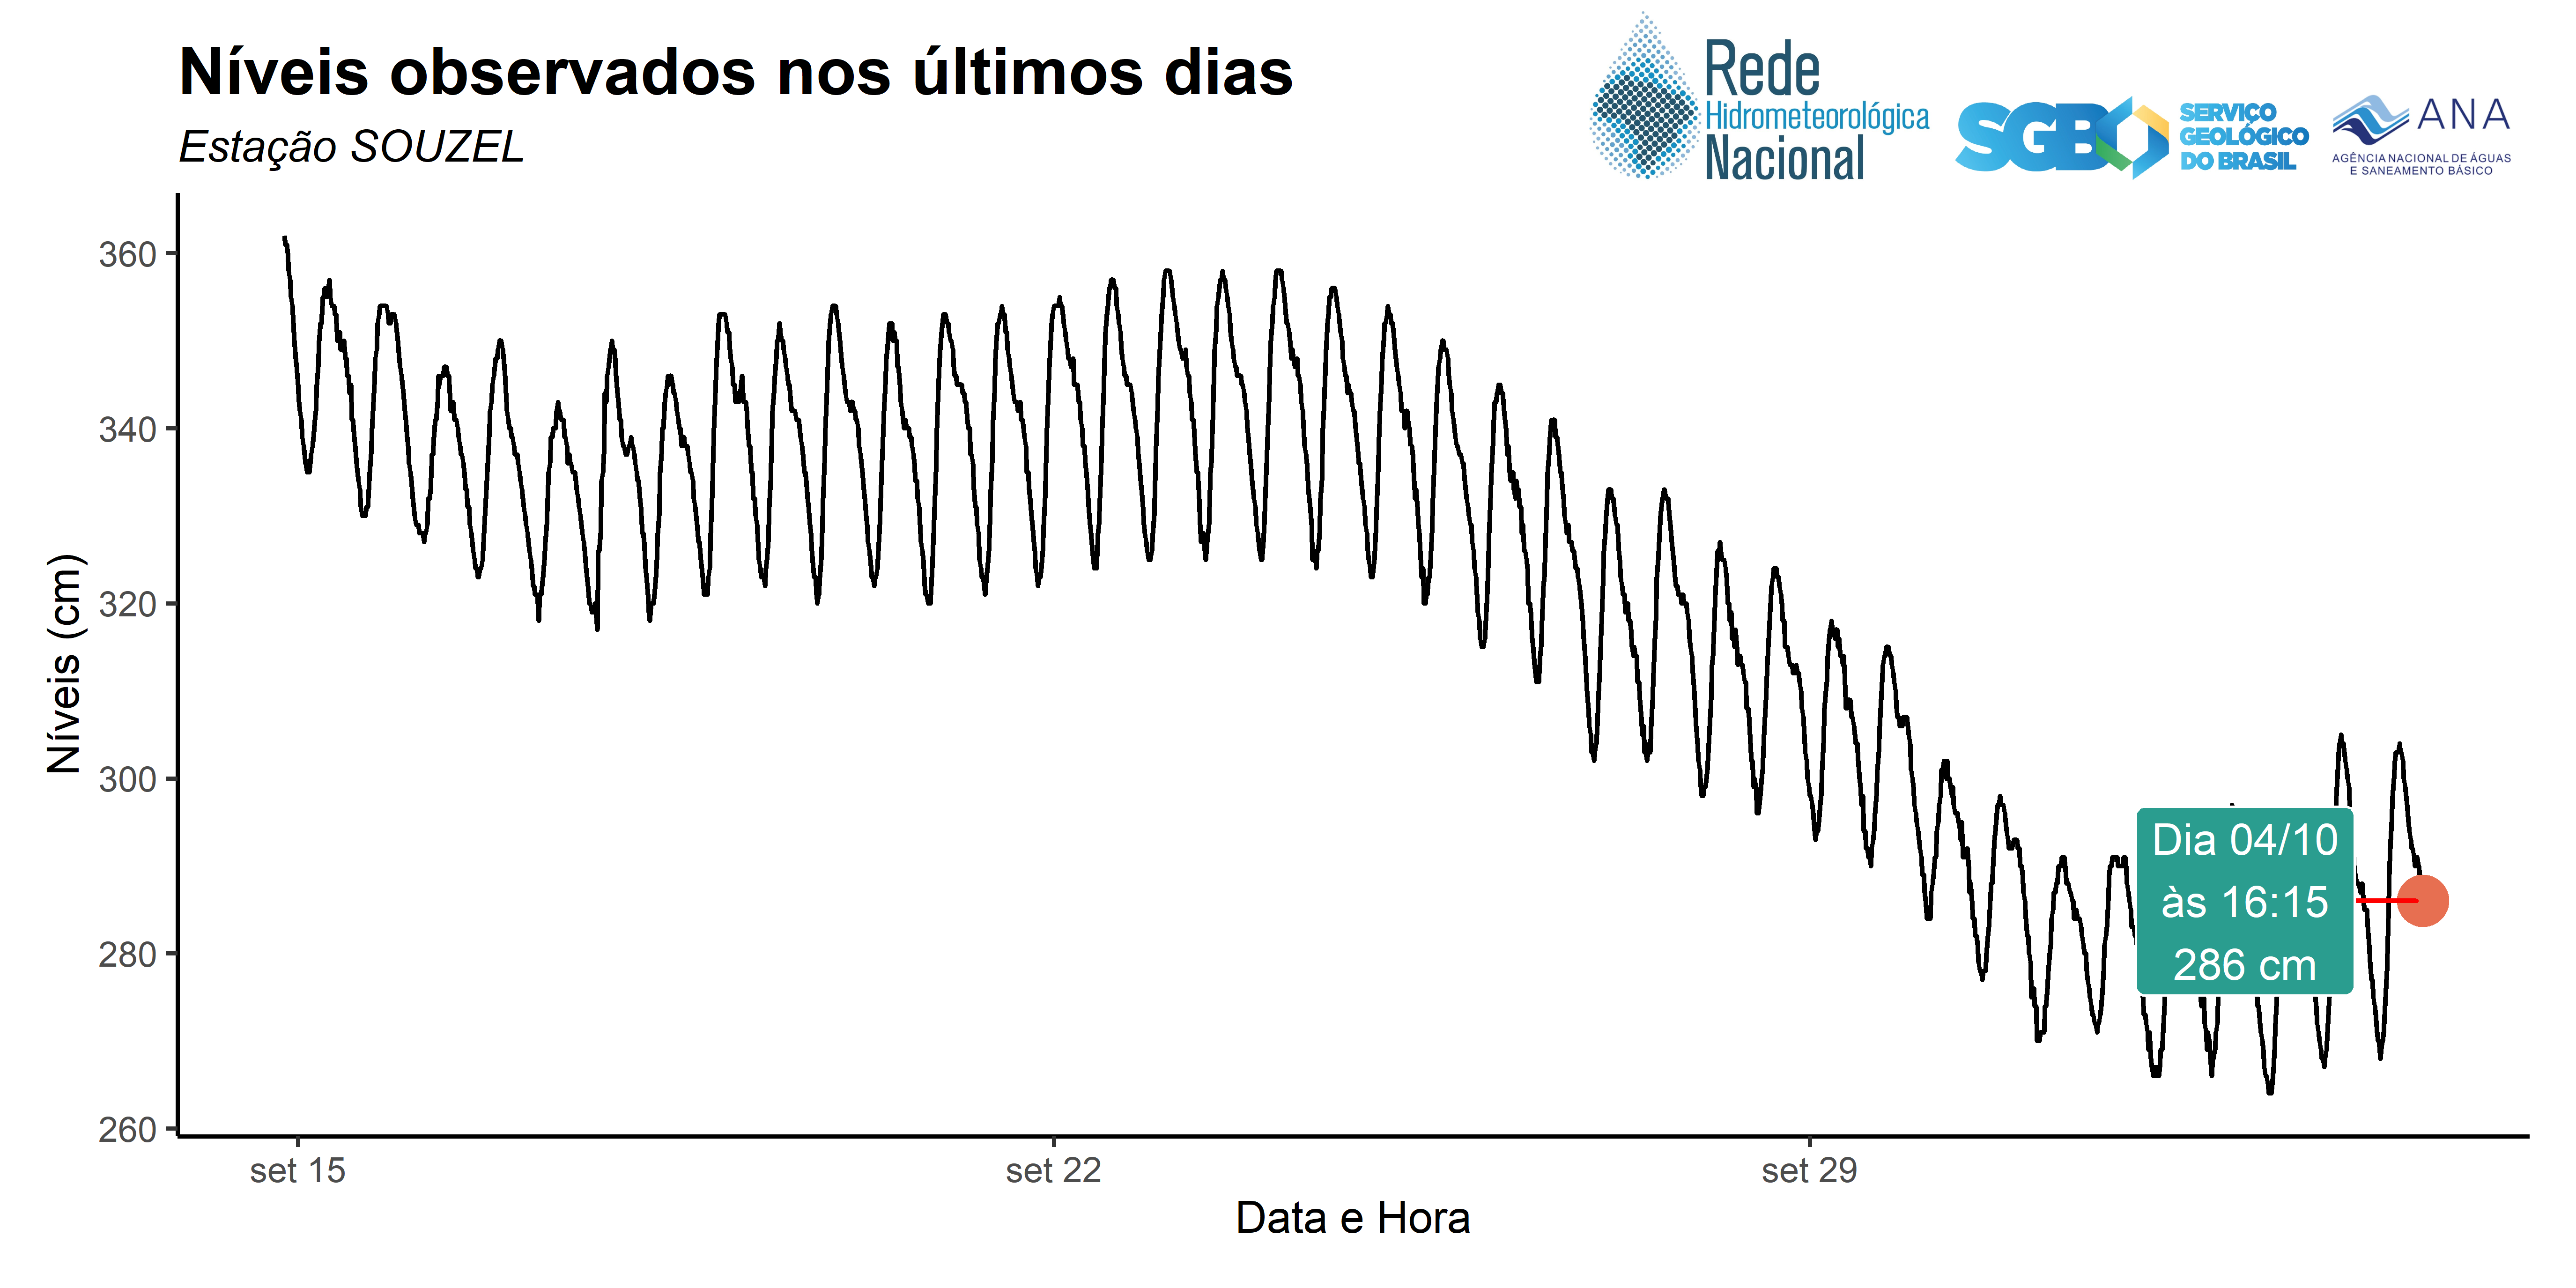 Níveis observados nos últimos dias
Estação SOUZEL
Rede
Hidrometeorológica
Nacional
SGB
SERVIÇO
GEOLÓGICO
DO BRASIL
ANA
AGÊNCIA NACIONAL DE ÁGUAS
E SANEAMENTO BÁSICO
Níveis (cm)
360
340
320
300
280
260
Dia 04/10
às 16:15
286 cm
set 15
set 22
set 29
Data e Hora